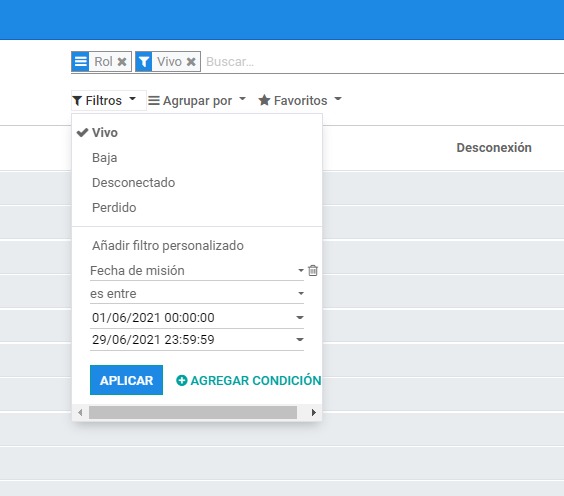 Rol Vivo Buscar...
Filtros Agrupar por Favoritos
Vivo
Desconexión
Baja
Desconectado
Perdido
Añadir filtro personalizado
Fecha de misión
es entre
01/06/2021 00:00:00
29/06/2021 23:59:59
APLICAR AGREGAR CONDICIÓN